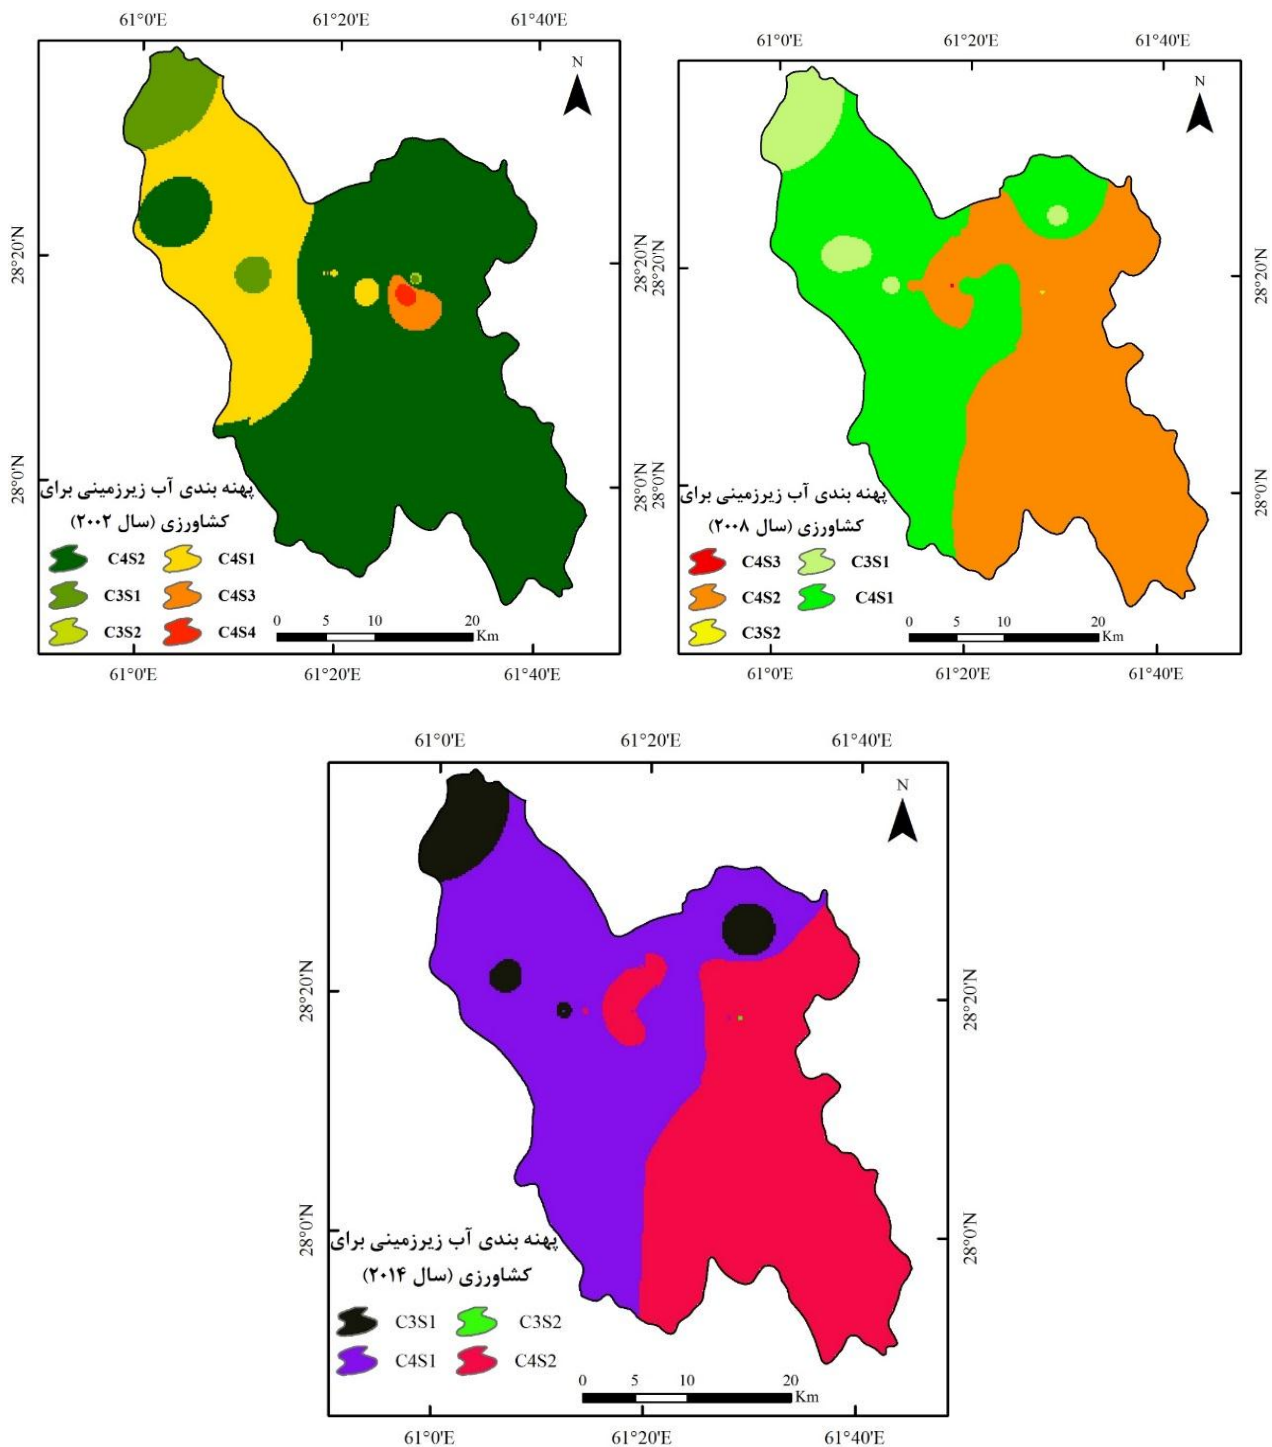 61°0'E 61°20'E 61°40'E
N
28°20'N
28°20'N
28°0'N
28°0'N
پهنه بندی آب زیرزمینی برای
کشاورزی (سال ۲۰۰۲)
C4S2 C4S1
C3S1 C4S3
C3S2 C4S4
0 5 10 20
Km
61°0'E 61°20'E 61°40'E
61°0'E 61°20'E 61°40'E
N
28°20'N
28°20'N
28°0'N
28°0'N
پهنه بندی آب زیرزمینی برای
کشاورزی (سال ۲۰۰۸)
C4S3 C3S1
C4S2 C4S1
C3S2
0 5 10 20
Km
61°0'E 61°20'E 61°40'E
61°0'E 61°20'E 61°40'E
N
28°20'N
28°20'N
28°0'N
28°0'N
پهنه بندی آب زیرزمینی برای
کشاورزی (سال ۲۰۱۴)
C3S1 C3S2
C4S1 C4S2
0 5 10 20
Km
61°0'E 61°20'E 61°40'E